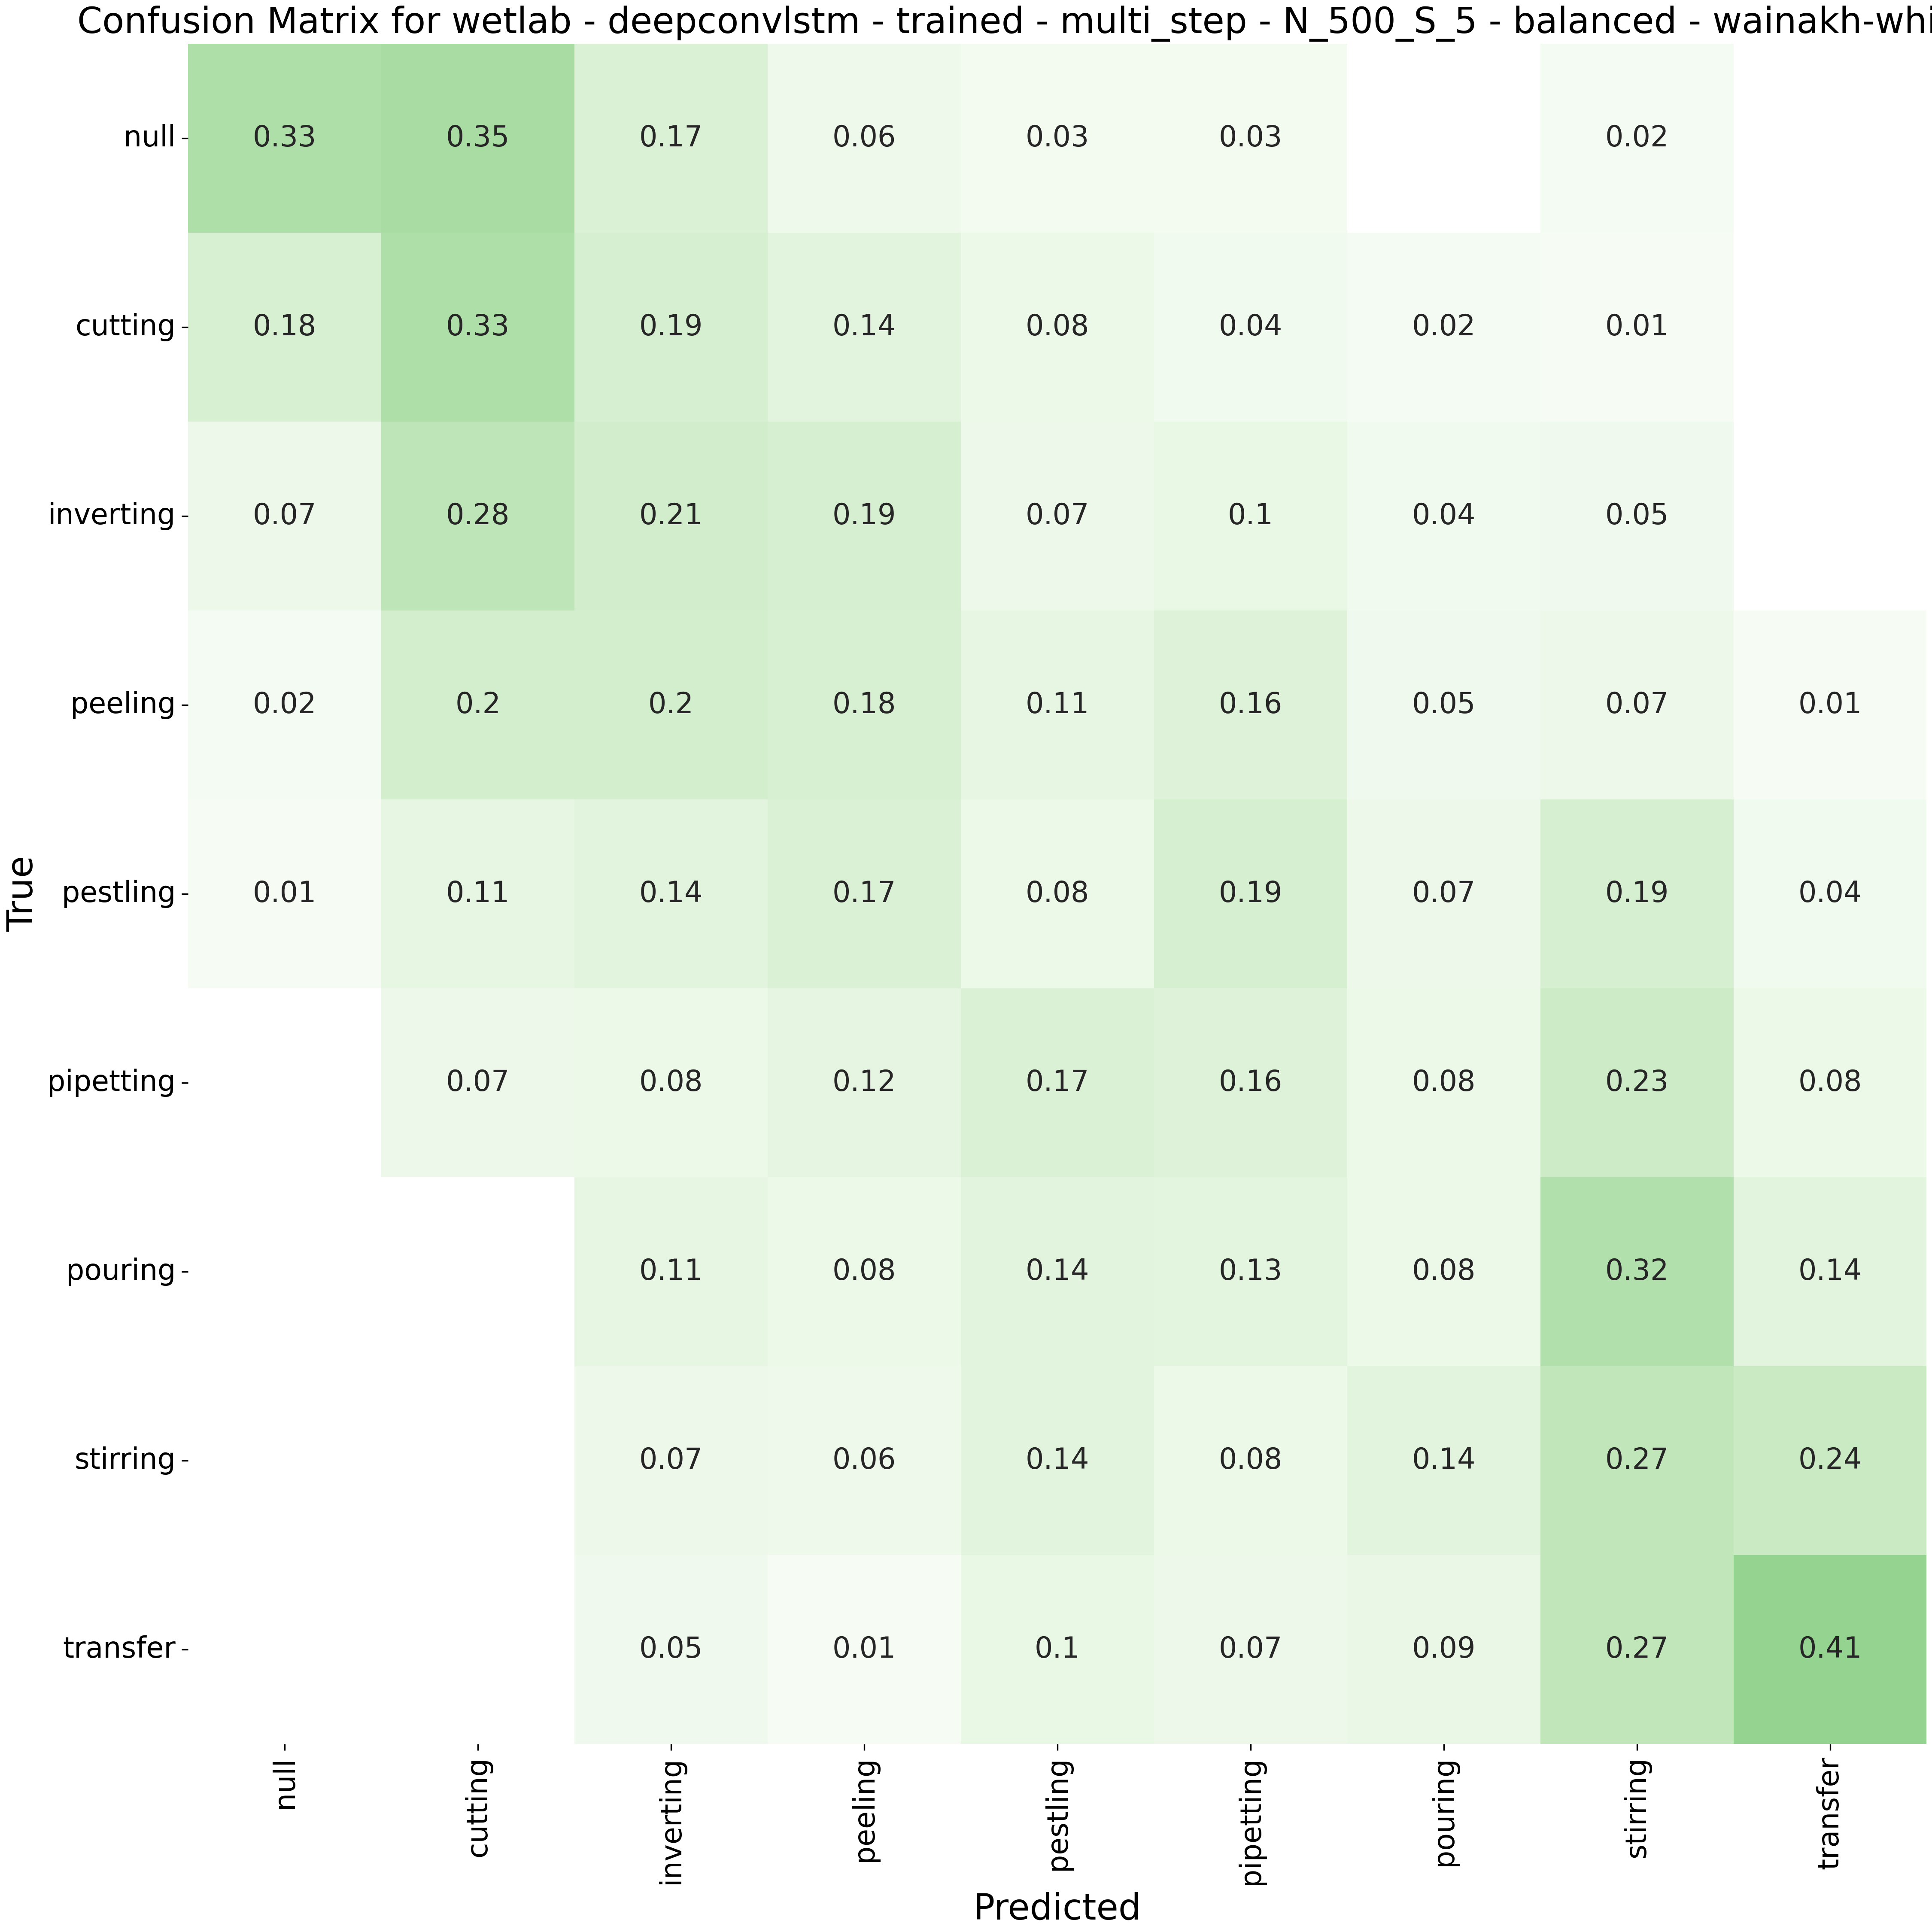 Confusion Matrix for wetlab - deepconvlstm - trained - multi_step - N_500_S_5 - balanced - wainakh-whi
null 0.33 0.35 0.17 0.06 0.03 0.03 0.02
cutting 0.18 0.33 0.19 0.14 0.08 0.04 0.02 0.01
inverting 0.07 0.28 0.21 0.19 0.07 0.1 0.04 0.05
peeling 0.02 0.2 0.2 0.18 0.11 0.16 0.05 0.07 0.01
pestling 0.01 0.11 0.14 0.17 0.08 0.19 0.07 0.19 0.04
pipetting 0.07 0.08 0.12 0.17 0.16 0.08 0.23 0.08
pouring 0.11 0.08 0.14 0.13 0.08 0.32 0.14
stirring 0.07 0.06 0.14 0.08 0.14 0.27 0.24
transfer 0.05 0.01 0.1 0.07 0.09 0.27 0.41
True
null cutting inverting peeling pestling pipetting pouring stirring transfer
Predicted